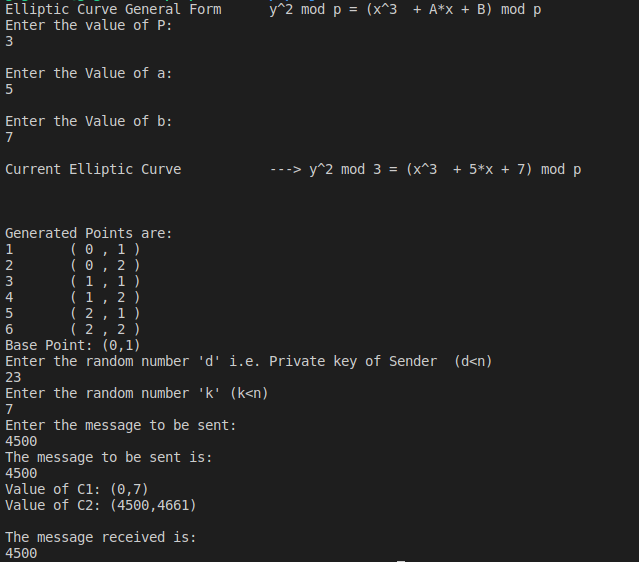 Elliptic Curve General Form      y^2 mod p = (x^3  + A*x + B) mod p
Enter the value of P:
3
Enter the Value of a:
5
Enter the Value of b:
7
Current Elliptic Curve           ---> y^2 mod 3 = (x^3  + 5*x + 7) mod p
Generated Points are:
1       ( 0 , 1 )
2       ( 0 , 2 )
3       ( 1 , 1 )
4       ( 1 , 2 )
5       ( 2 , 1 )
6       ( 2 , 2 )
Base Point: (0,1)
Enter the random number 'd' i.e. Private key of Sender  (d<n)
23
Enter the random number 'k' (k<n)
7
Enter the message to be sent:
4500
The message to be sent is:
4500
Value of C1: (0,7)
Value of C2: (4500,4661)
The message received is:
4500